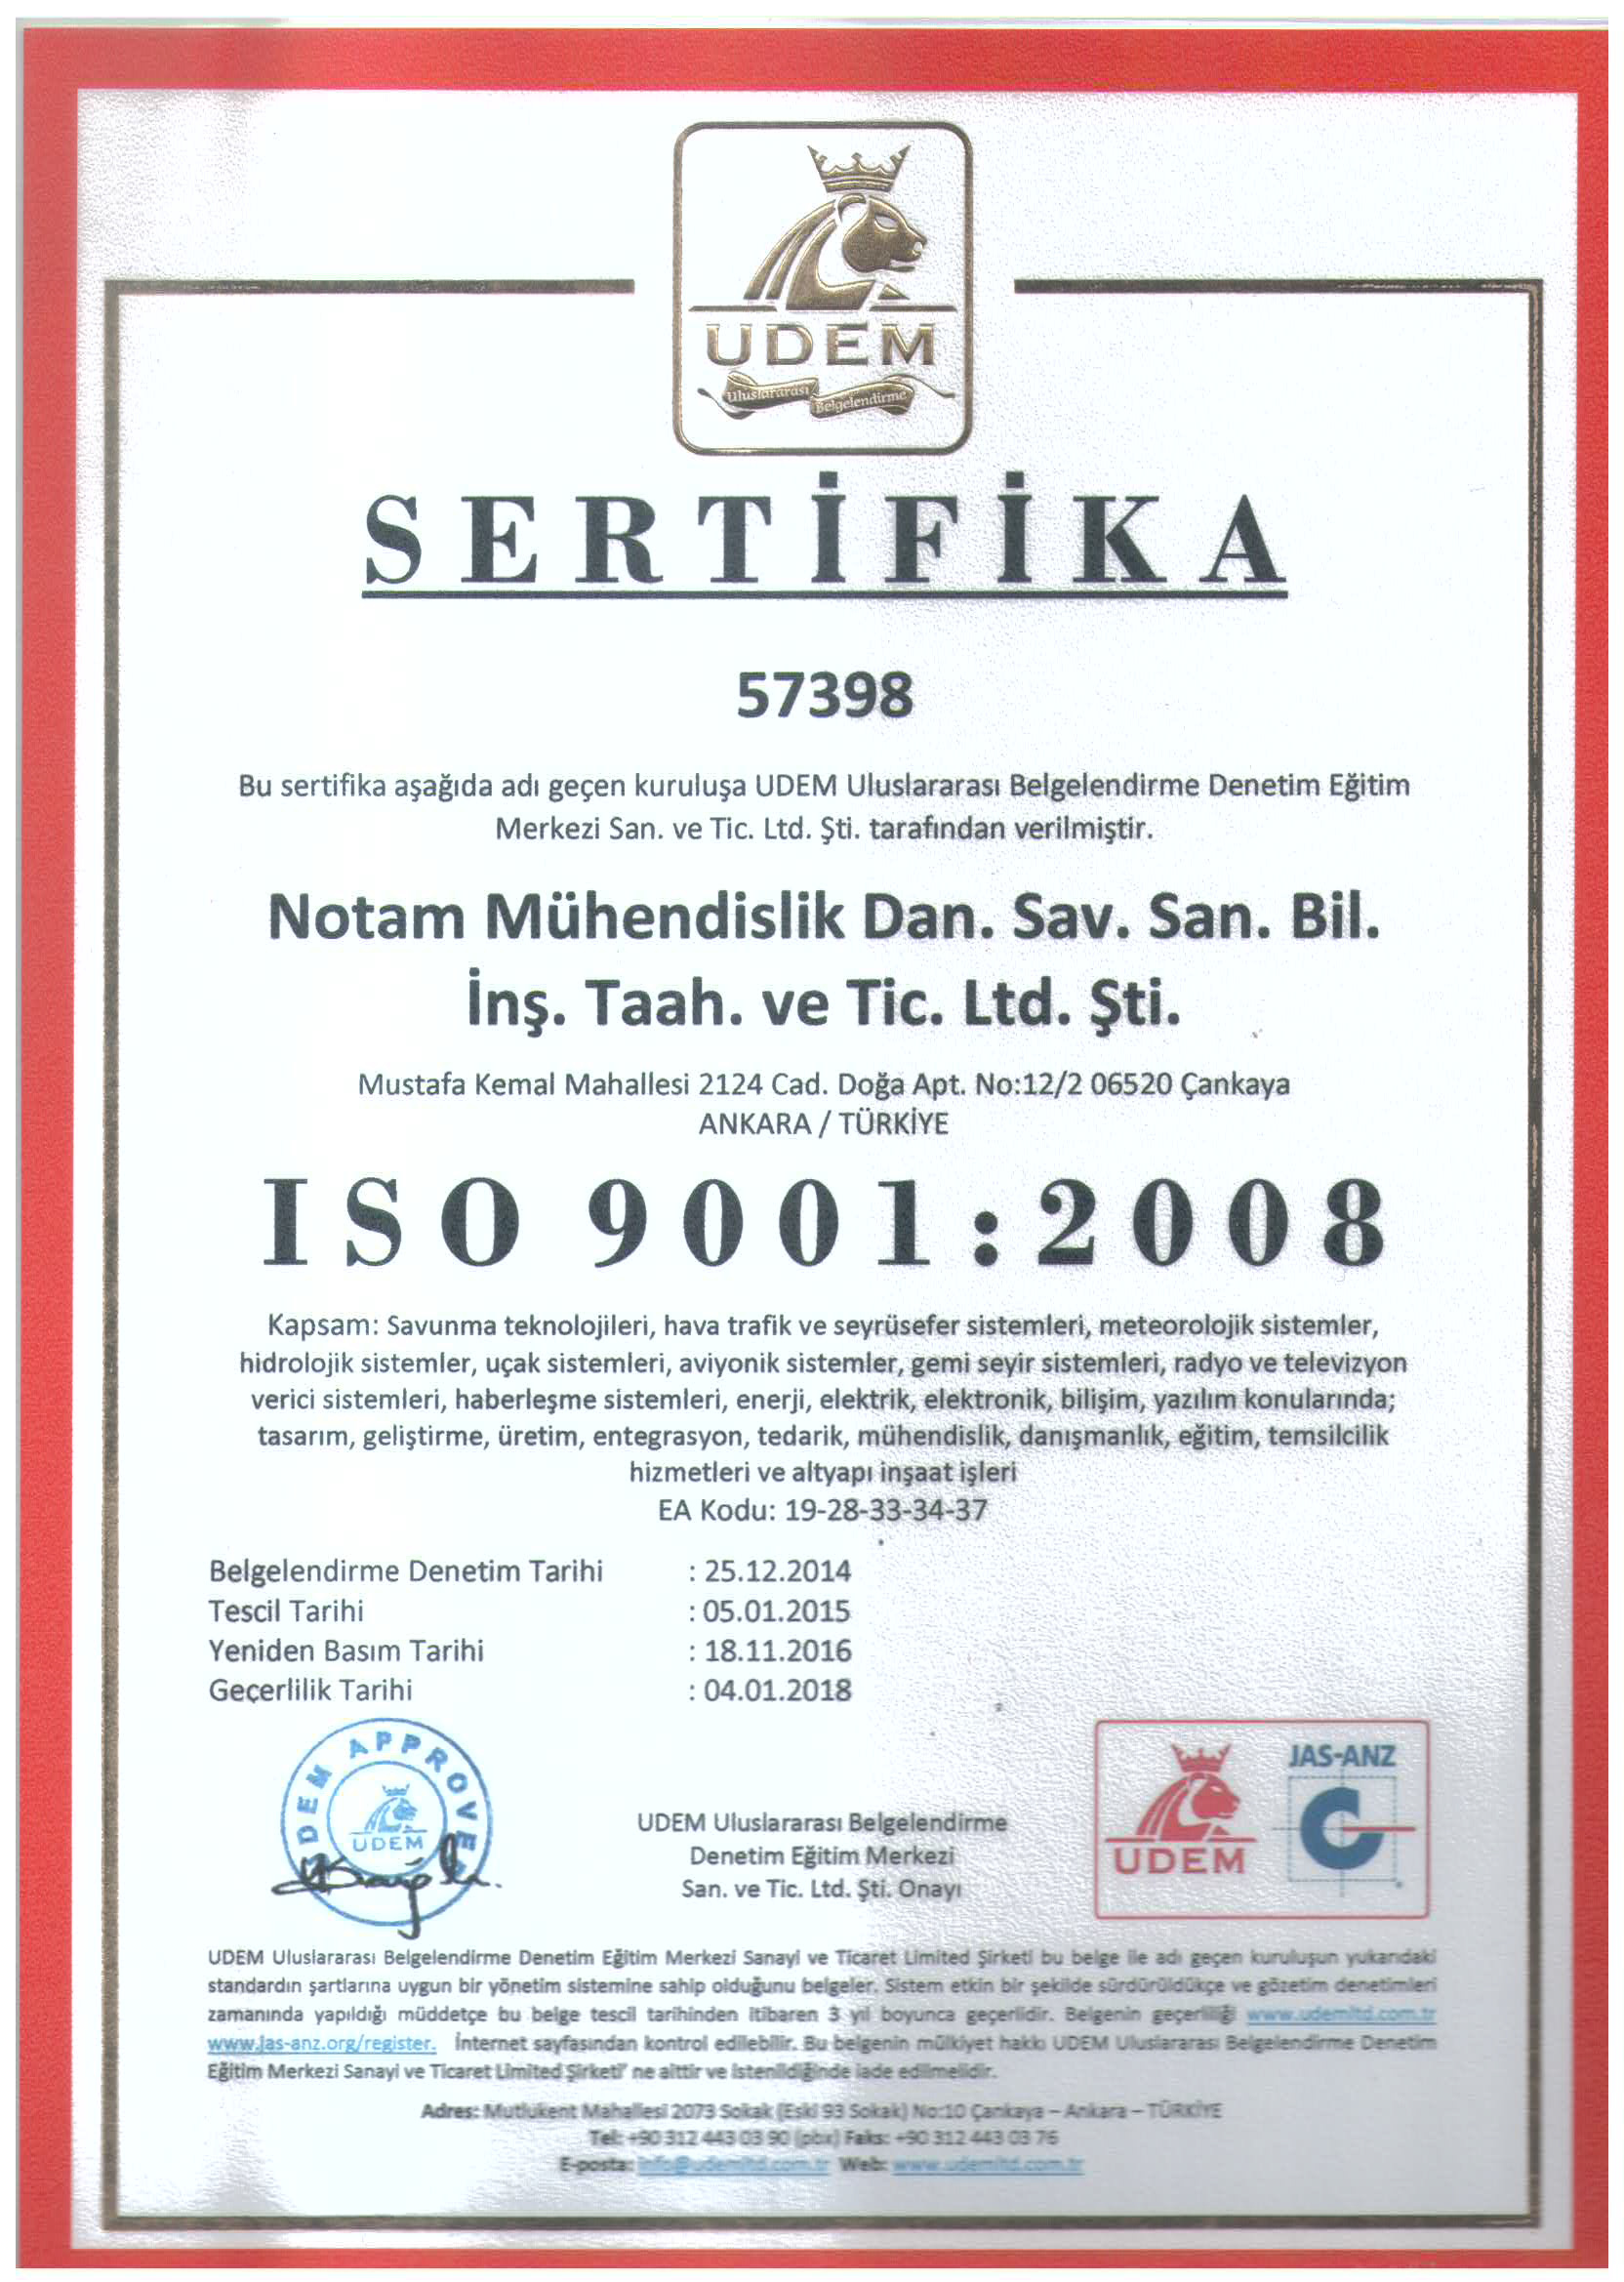 UDEM
Uluslararası Belgelendirme
SERTİFİKA
57398
Bu sertifika aşağıda adı geçen kuruluşa UDEM Uluslararası Belgelendirme Denetim Eğitim
Merkezi San. ve Tic. Ltd. Şti. tarafından verilmiştir.
Notam Mühendislik Dan. Sav. San. Bil.
İnş. Taah. ve Tic. Ltd. Şti.
Mustafa Kemal Mahallesi 2124 Cad. Doğa Apt. No:12/2 06520 Çankaya
ANKARA / TÜRKİYE
ISO 9001:2008
Kapsam: Savunma teknolojileri, hava trafik ve seyrüsefer sistemleri, meteorolojik sistemler,
hidrolojik sistemler, uçak sistemleri, aviyonik sistemler, gemi seyir sistemleri, radyo ve televizyon
verici sistemleri, haberleşme sistemleri, enerji, elektrik, elektronik, bilişim, yazılım konularında;
tasarım, geliştirme, üretim, entegrasyon, tedarik, mühendislik, danışmanlık, eğitim, temsilcilik
hizmetleri ve altyapı inşaat işleri
EA Kodu: 19-28-33-34-37
Belgelendirme Denetim Tarihi : 25.12.2014
Tescil Tarihi : 05.01.2015
Yeniden Basım Tarihi : 18.11.2016
Geçerlilik Tarihi : 04.01.2018
UDEM APPROVED
UDEM
UDEM Uluslararası Belgelendirme
Denetim Eğitim Merkezi
San. ve Tic. Ltd. Şti. Onayı
UDEM
JAS-ANZ
UDEM Uluslararası Belgelendirme Denetim Eğitim Merkezi Sanayi ve Ticaret Limited Şirketi bu belge ile adı geçen kuruluşun yukarıdaki
standardın şartlarına uygun bir yönetim sistemine sahip olduğunu belgeler. Sistem etkin bir şekilde sürdürüldükçe ve gözetim denetimleri
zamanında yapıldığı müddetçe bu belge tescil tarihinden itibaren 3 yıl boyunca geçerlidir. Belgenin geçerliliği www.udemltd.com.tr
www.jas-anz.org/register. İnternet sayfasından kontrol edilebilir. Bu belgenin mülkiyet hakkı UDEM Uluslararası Belgelendirme Denetim
Eğitim Merkezi Sanayi ve Ticaret Limited Şirketi' ne aittir ve istenildiğinde iade edilmelidir.
Adres: Mutlukent Mahallesi 2073 Sokak (Eski 93 Sokak) No:10 Çankaya – Ankara – TÜRKİYE
Tel: +90 312 443 03 90 (pbx) Faks: +90 312 443 03 76
E-posta: info@udemltd.com.tr Web: www.udemltd.com.tr